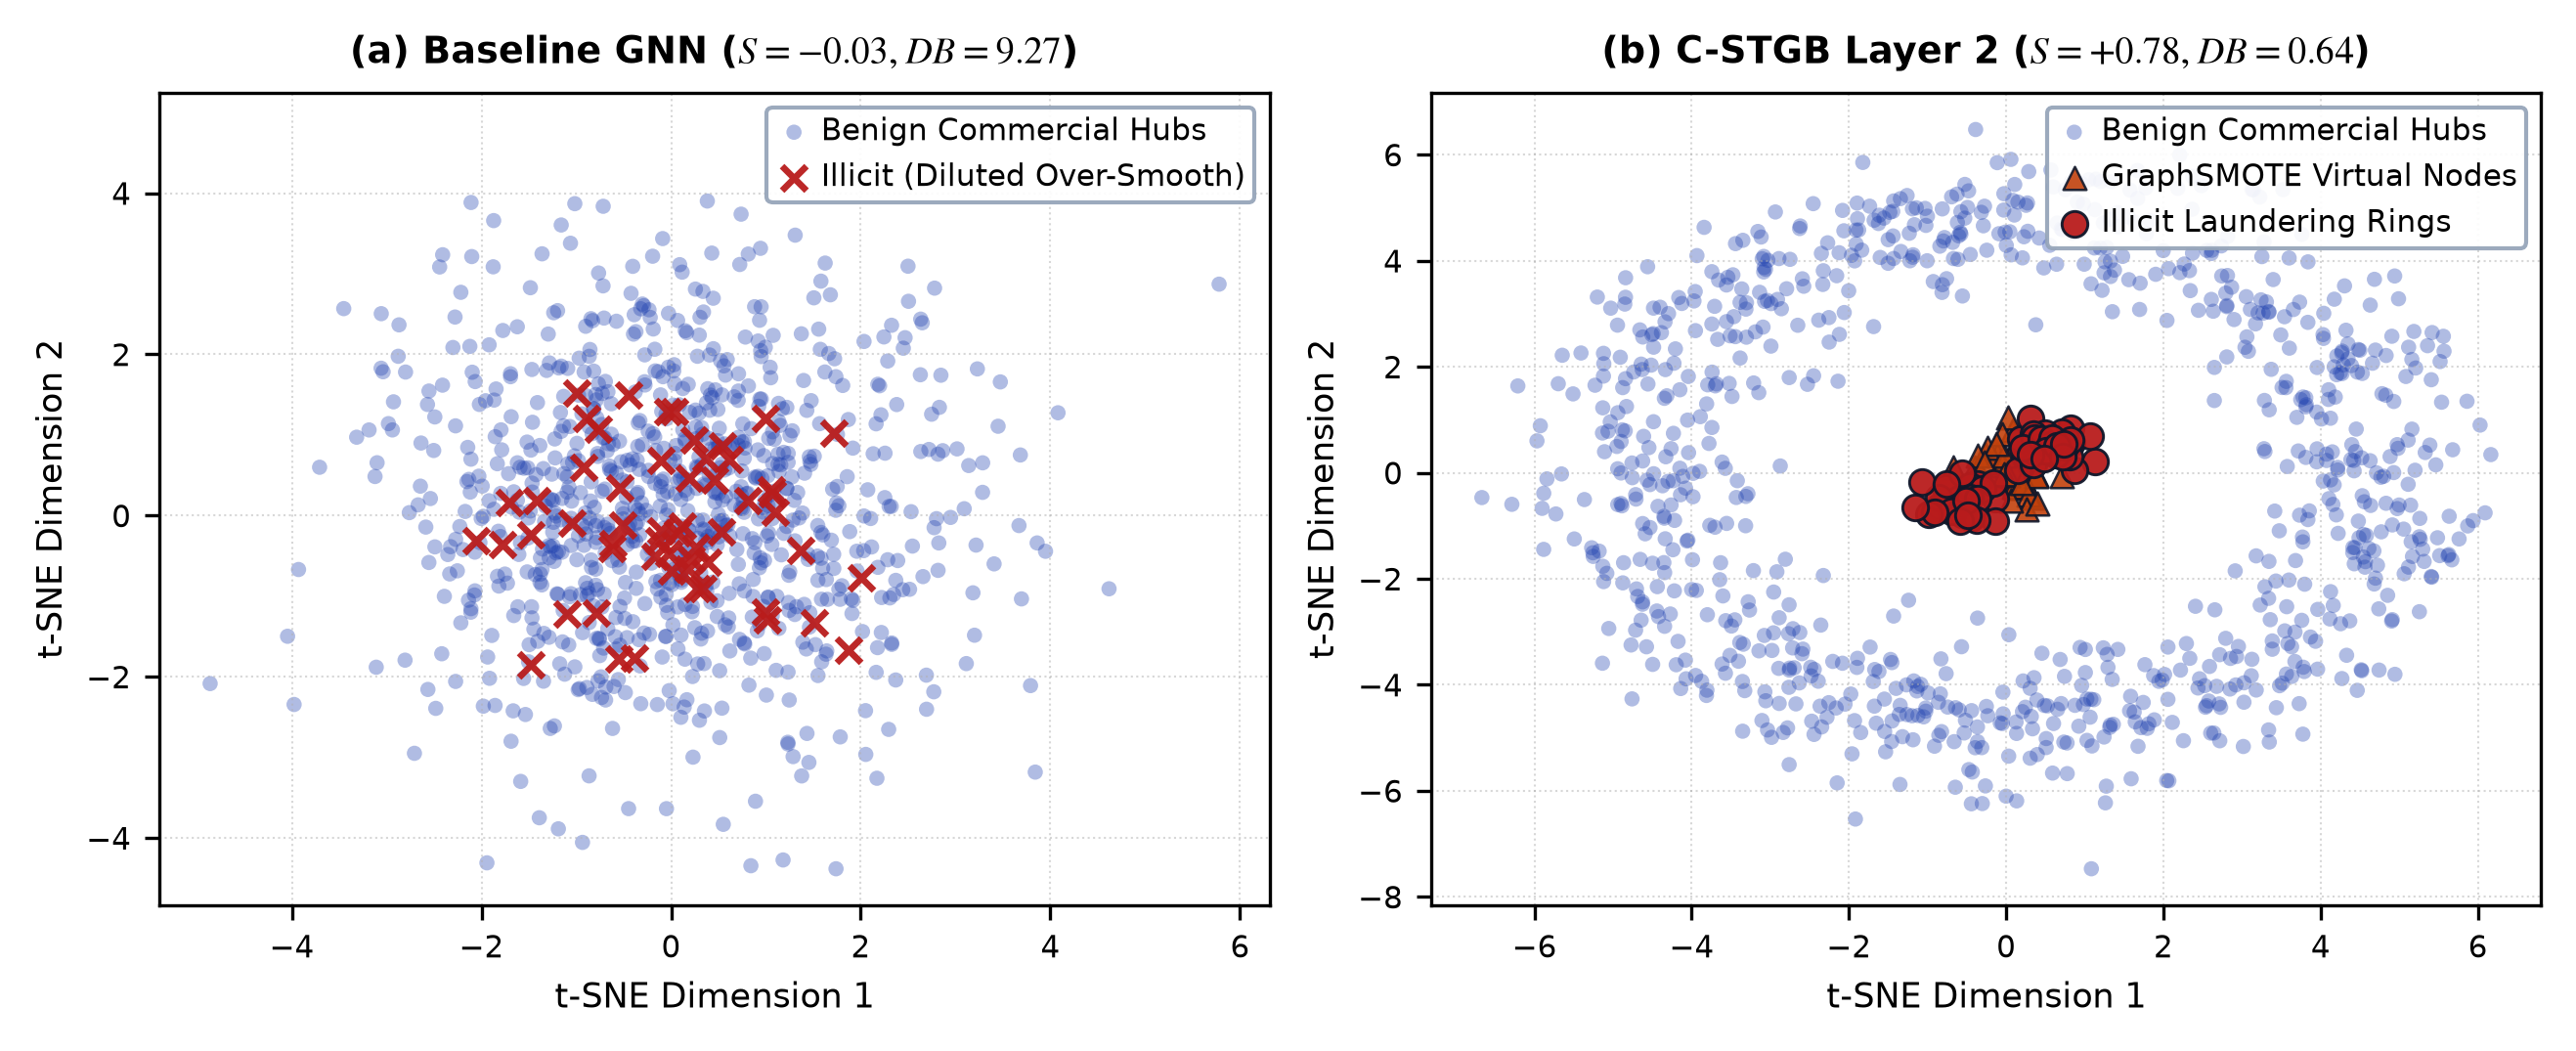 (a) Baseline GNN (S = −0.03, DB = 9.27)
Benign Commercial Hubs
Illicit (Diluted Over-Smooth)
4
2
0
−2
−4
t-SNE Dimension 2
−4
−2
0
2
4
6
t-SNE Dimension 1
(b) C-STGB Layer 2 (S = +0.78, DB = 0.64)
Benign Commercial Hubs
GraphSMOTE Virtual Nodes
Illicit Laundering Rings
6
4
2
0
−2
−4
−6
−8
t-SNE Dimension 2
−6
−4
−2
0
2
4
6
t-SNE Dimension 1